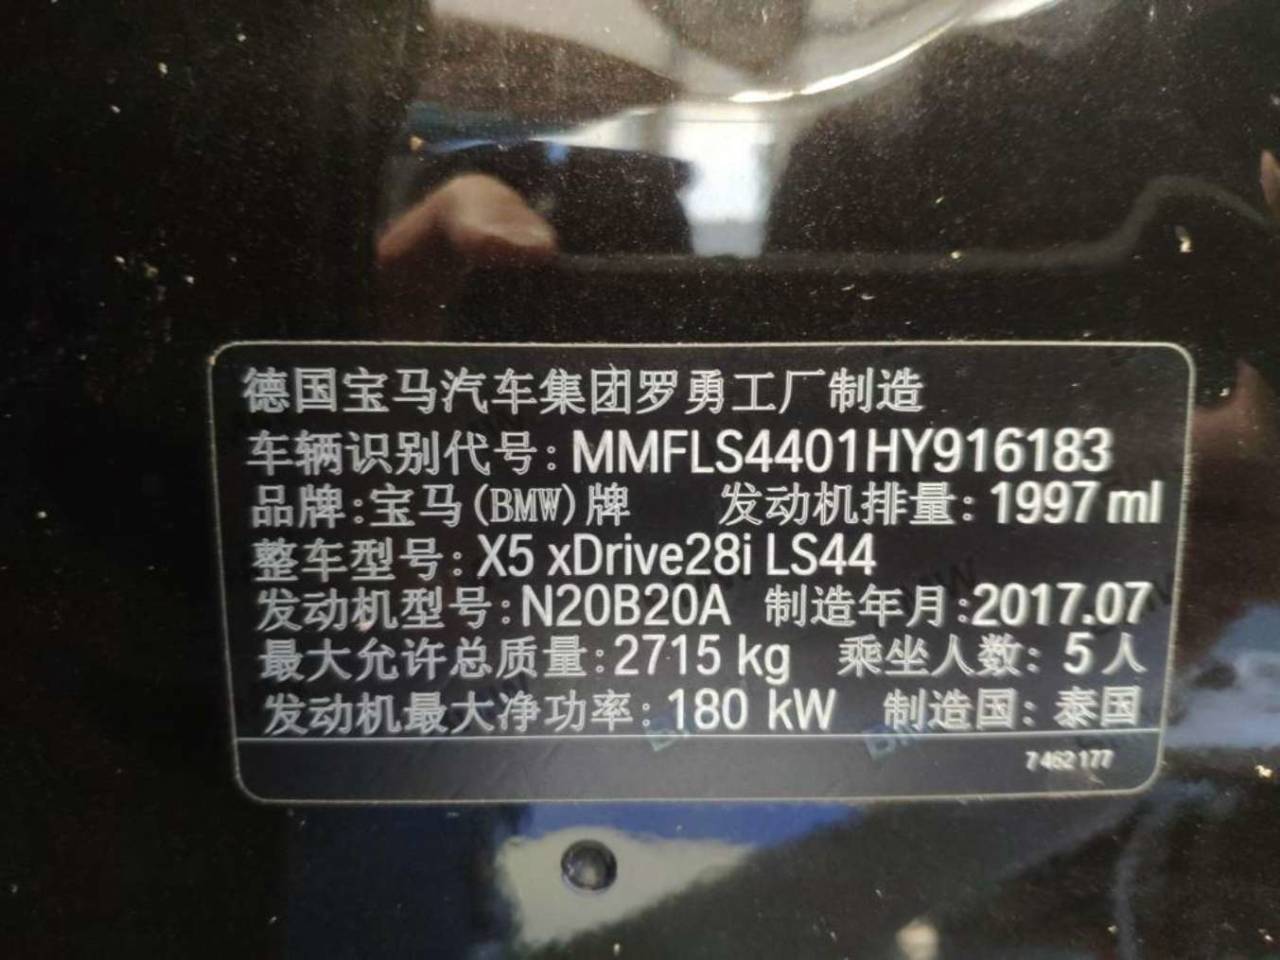 德国宝马汽车集团罗勇工厂制造
车辆识别代号: MMFLS4401HY916183
品牌:宝马(BMW)牌 发动机排量: 1997 ml
整车型号: X5 xDrive28i LS44
发动机型号: N20B20A 制造年月:2017.07
最大允许总质量: 2715 kg 乘坐人数: 5人
发动机最大净功率: 180 kW 制造国: 泰国
7462177